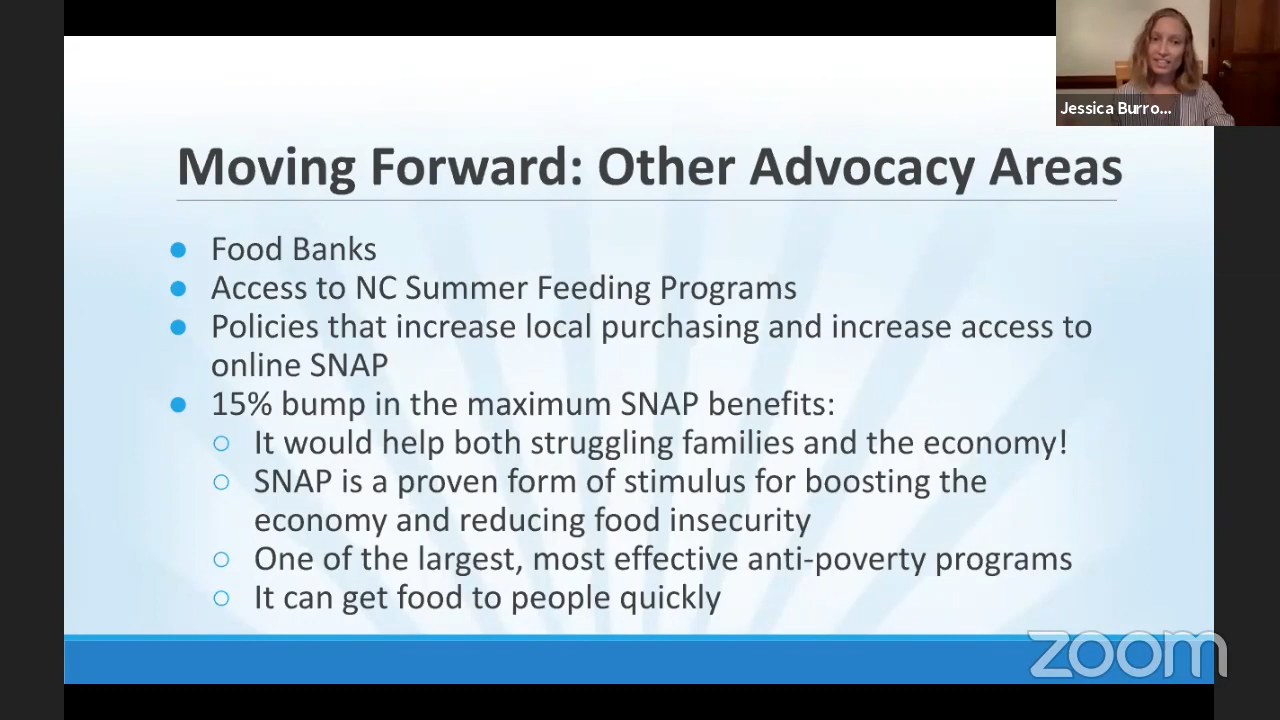 Jessica Burro...
Moving Forward: Other Advocacy Areas
● Food Banks
● Access to NC Summer Feeding Programs
● Policies that increase local purchasing and increase access to
online SNAP
● 15% bump in the maximum SNAP benefits:
○ It would help both struggling families and the economy!
○ SNAP is a proven form of stimulus for boosting the
economy and reducing food insecurity
○ One of the largest, most effective anti-poverty programs
○ It can get food to people quickly
zoom